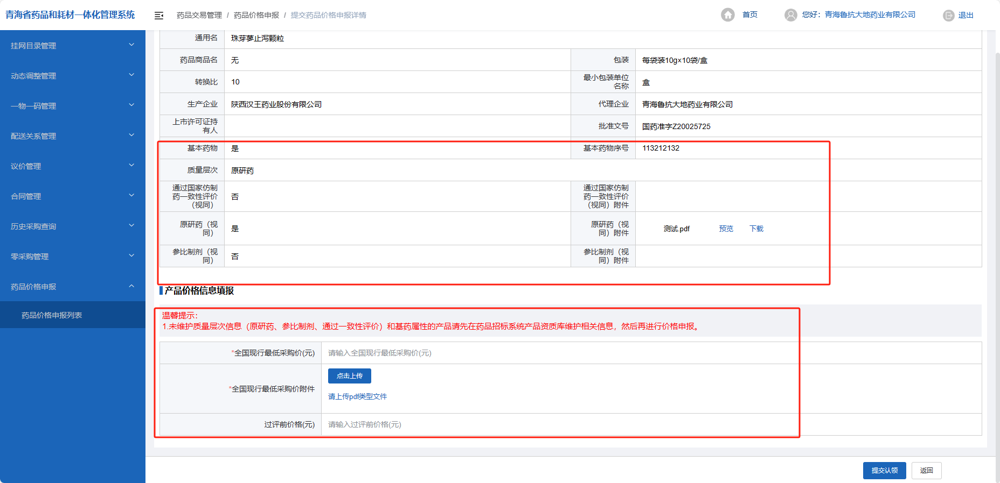 青海省药品和耗材一体化管理系统
药品交易管理 / 药品价格申报 / 提交药品价格申报详情
首页
您好：青海鲁抗大地药业有限公司
退出
挂网目录管理
动态调整管理
一物一码管理
配送关系管理
议价管理
合同管理
历史采购查询
零采购管理
药品价格申报
药品价格申报列表
通用名 珠芽蓼止泻颗粒
药品商品名 无 包装 每袋装10g×10袋/盒
转换比 10 最小包装单位
名称 盒
生产企业 陕西汉王药业股份有限公司 代理企业 青海鲁抗大地药业有限公司
上市许可证持
有人 批准文号 国药准字Z20025725
基本药物 是 基本药物序号 113212132
质量层次 原研药
通过国家仿制
药一致性评价
（视同） 否 通过国家仿制
药一致性评价
（视同）附件
原研药（视
同） 是 原研药（视
同）附件 测试.pdf 预览 下载
参比制剂（视
同） 否 参比制剂（视
同）附件
产品价格信息填报
温馨提示：
1.未维护质量层次信息（原研药、参比制剂、通过一致性评价）和基药属性的产品请先在药品招标系统产品资质库维护相关信息，然后再进行价格申报。
*全国现行最低采购价(元) 请输入全国现行最低采购价(元)
*全国现行最低采购价附件 点击上传
请上传pdf类型文件
过评前价格(元) 请输入过评前价格(元)
提交认领 返回